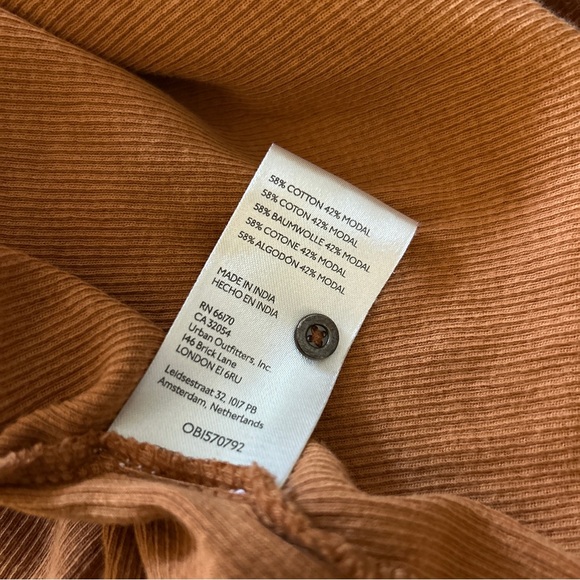 58% COTTON 42% MODAL
58% COTON 42% MODAL
58% BAUMWOLLE 42% MODAL
58% COTONE 42% MODAL
58% ALGODÓN 42% MODAL
MADE IN INDIA
HECHO EN INDIA
RN 66170
CA 32054
Urban Outfitters, Inc.
146 Brick Lane
LONDON E1 6RU
Leidsestraat 32, 1017 PB
Amsterdam, Netherlands
OB1570792